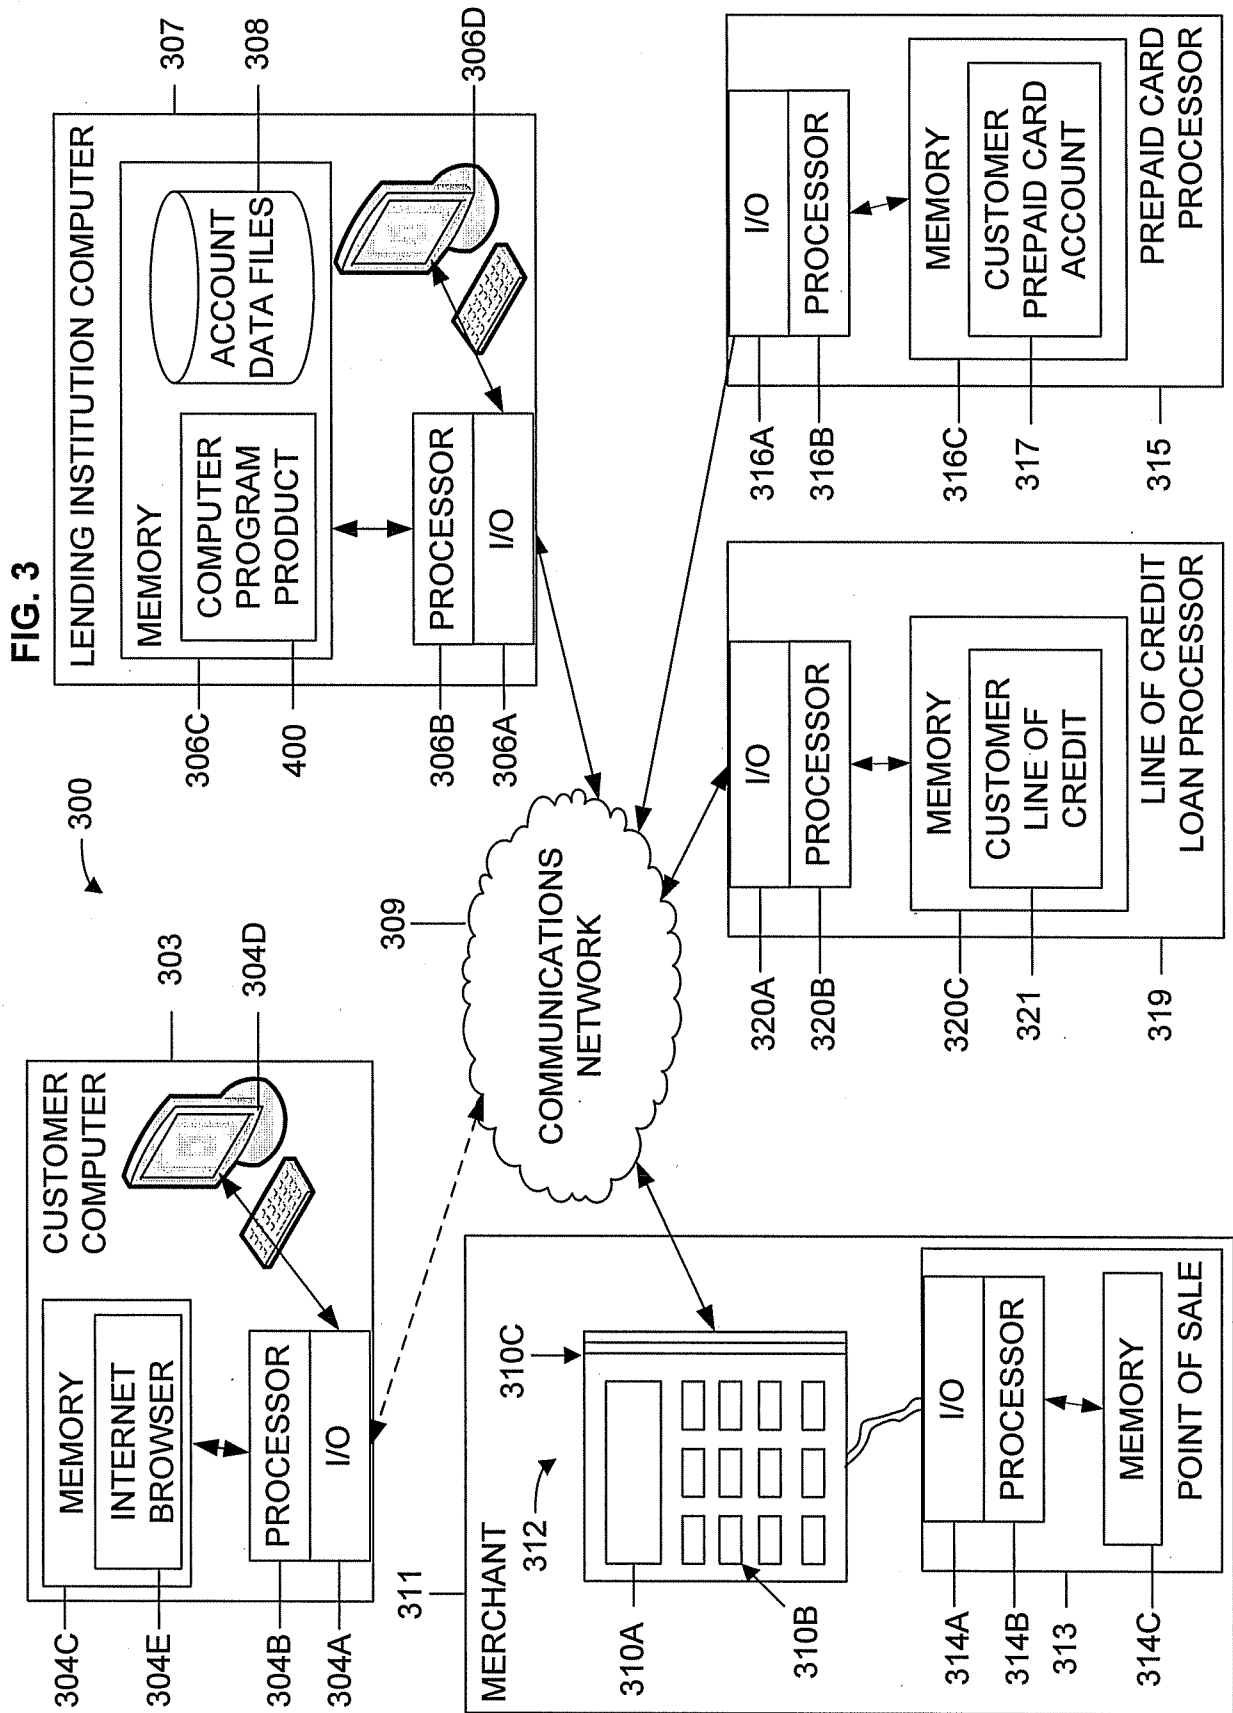 FIG. 3
300
CUSTOMER
COMPUTER
303
304D
MEMORY
INTERNET
BROWSER
PROCESSOR
I/O
304C
304E
304B
304A
LENDING INSTITUTION COMPUTER
307
308
306D
MEMORY
COMPUTER
PROGRAM
PRODUCT
ACCOUNT
DATA FILES
PROCESSOR
I/O
306C
400
306B
306A
309
COMMUNICATIONS
NETWORK
MERCHANT
311
312
310C
310A
310B
I/O
PROCESSOR
MEMORY
POINT OF SALE
314A
314B
313
314C
I/O
PROCESSOR
MEMORY
CUSTOMER
LINE OF
CREDIT
LINE OF CREDIT
LOAN PROCESSOR
320A
320B
320C
321
319
I/O
PROCESSOR
MEMORY
CUSTOMER
PREPAID CARD
ACCOUNT
PREPAID CARD
PROCESSOR
316A
316B
316C
317
315